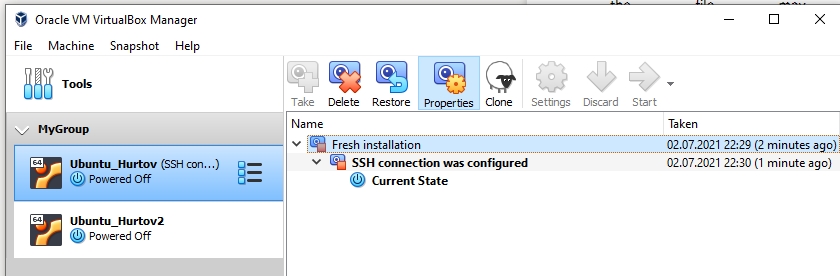 the file may
Oracle VM VirtualBox Manager
File Machine Snapshot Help
Tools
Take Delete Restore Properties Clone Settings Discard Start
MyGroup
Name Taken
64 Ubuntu_Hurtov (SSH con...)
Powered Off
Fresh installation 02.07.2021 22:29 (2 minutes ago)
SSH connection was configured 02.07.2021 22:30 (1 minute ago)
Current State
64 Ubuntu_Hurtov2
Powered Off